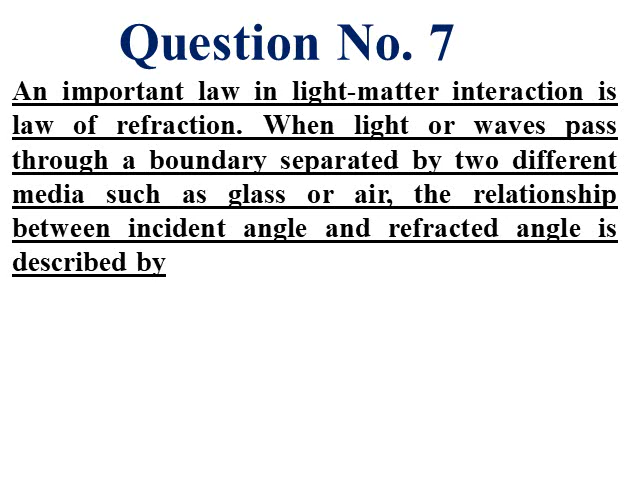 Question No. 7
An important law in light-matter interaction is
law of refraction. When light or waves pass
through a boundary separated by two different
media such as glass or air, the relationship
between incident angle and refracted angle is
described by